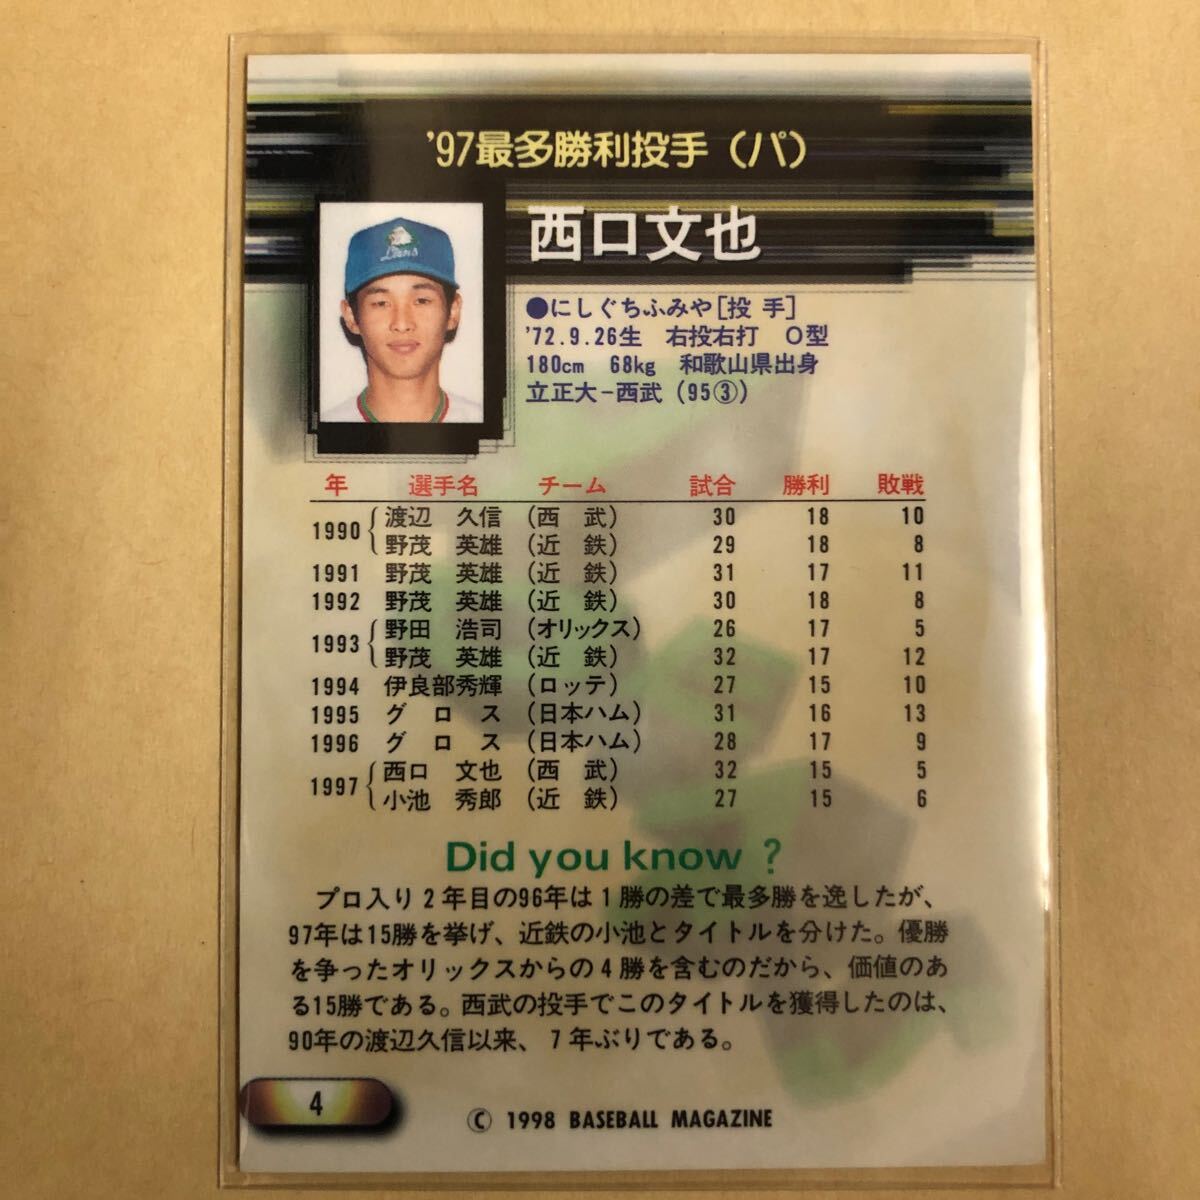 '97最多勝利投手(パ)
西口文也
Lions
●にしぐちふみや[投 手]
'72.9.26生 右投右打 O型
180cm 68kg 和歌山県出身
立正大-西武 (95③)
年 選手名 チーム 試合 勝利 敗戦
1990 渡辺 久信 (西 武) 30 18 10
野茂 英雄 (近 鉄) 29 18 8
1991 野茂 英雄 (近 鉄) 31 17 11
1992 野茂 英雄 (近 鉄) 30 18 8
1993 野田 浩司 (オリックス) 26 17 5
野茂 英雄 (近 鉄) 32 17 12
1994 伊良部秀輝 (ロッテ) 27 15 10
1995 グロス (日本ハム) 31 16 13
1996 グロス (日本ハム) 28 17 9
1997 西口 文也 (西 武) 32 15 5
小池 秀郎 (近 鉄) 27 15 6
Did you know ?
プロ入り2年目の96年は1勝の差で最多勝を逸したが、
97年は15勝を挙げ、近鉄の小池とタイトルを分けた。優勝
を争ったオリックスからの4勝を含むのだから、価値のあ
る15勝である。西武の投手でこのタイトルを獲得したのは、
90年の渡辺久信以来、7年ぶりである。
4
© 1998 BASEBALL MAGAZINE